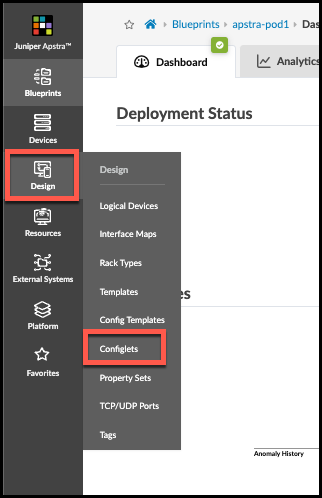 Juniper Apstra™
Blueprints
Devices
Design
Resources
External Systems
Platform
Favorites
Design
Logical Devices
Interface Maps
Rack Types
Templates
Config Templates
Configlets
Property Sets
TCP/UDP Ports
Tags
Blueprints apstra-pod1 Das
Dashboard
Analytics
Deployment Status
es
Anomaly History